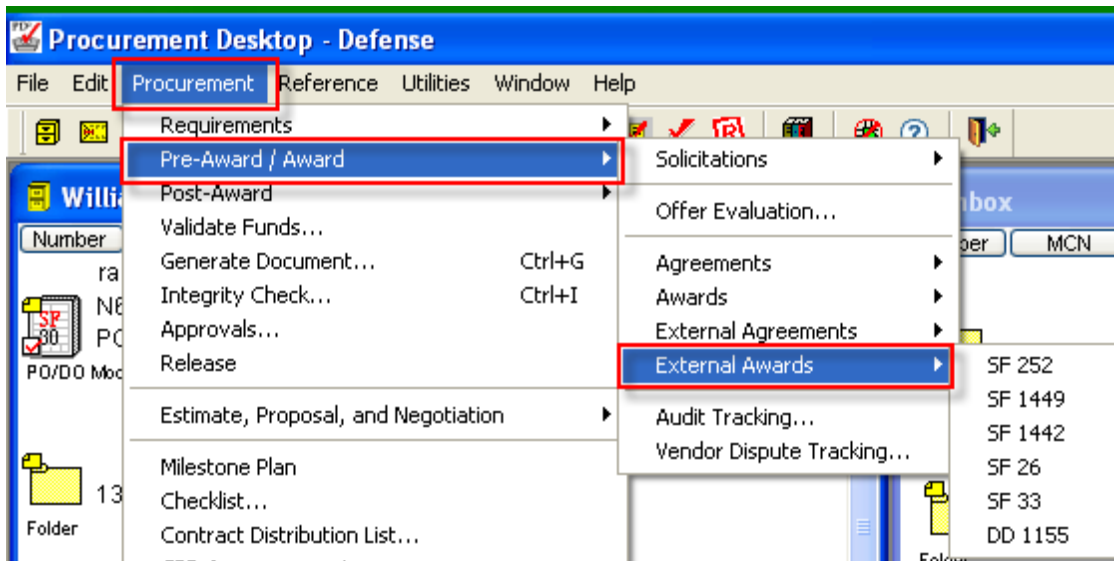 Procurement Desktop - Defense
File Edit Procurement Reference Utilities Window Help
Requirements
Pre-Award / Award
Post-Award
Validate Funds...
Generate Document... Ctrl+G
Integrity Check... Ctrl+I
Approvals...
Release
Estimate, Proposal, and Negotiation
Milestone Plan
Checklist...
Contract Distribution List...
Solicitations
Offer Evaluation...
Agreements
Awards
External Agreements
External Awards
Audit Tracking...
Vendor Dispute Tracking...
SF 252
SF 1449
SF 1442
SF 26
SF 33
DD 1155
Number
SF
30
PO/DO Mod
13
Folder
MCN